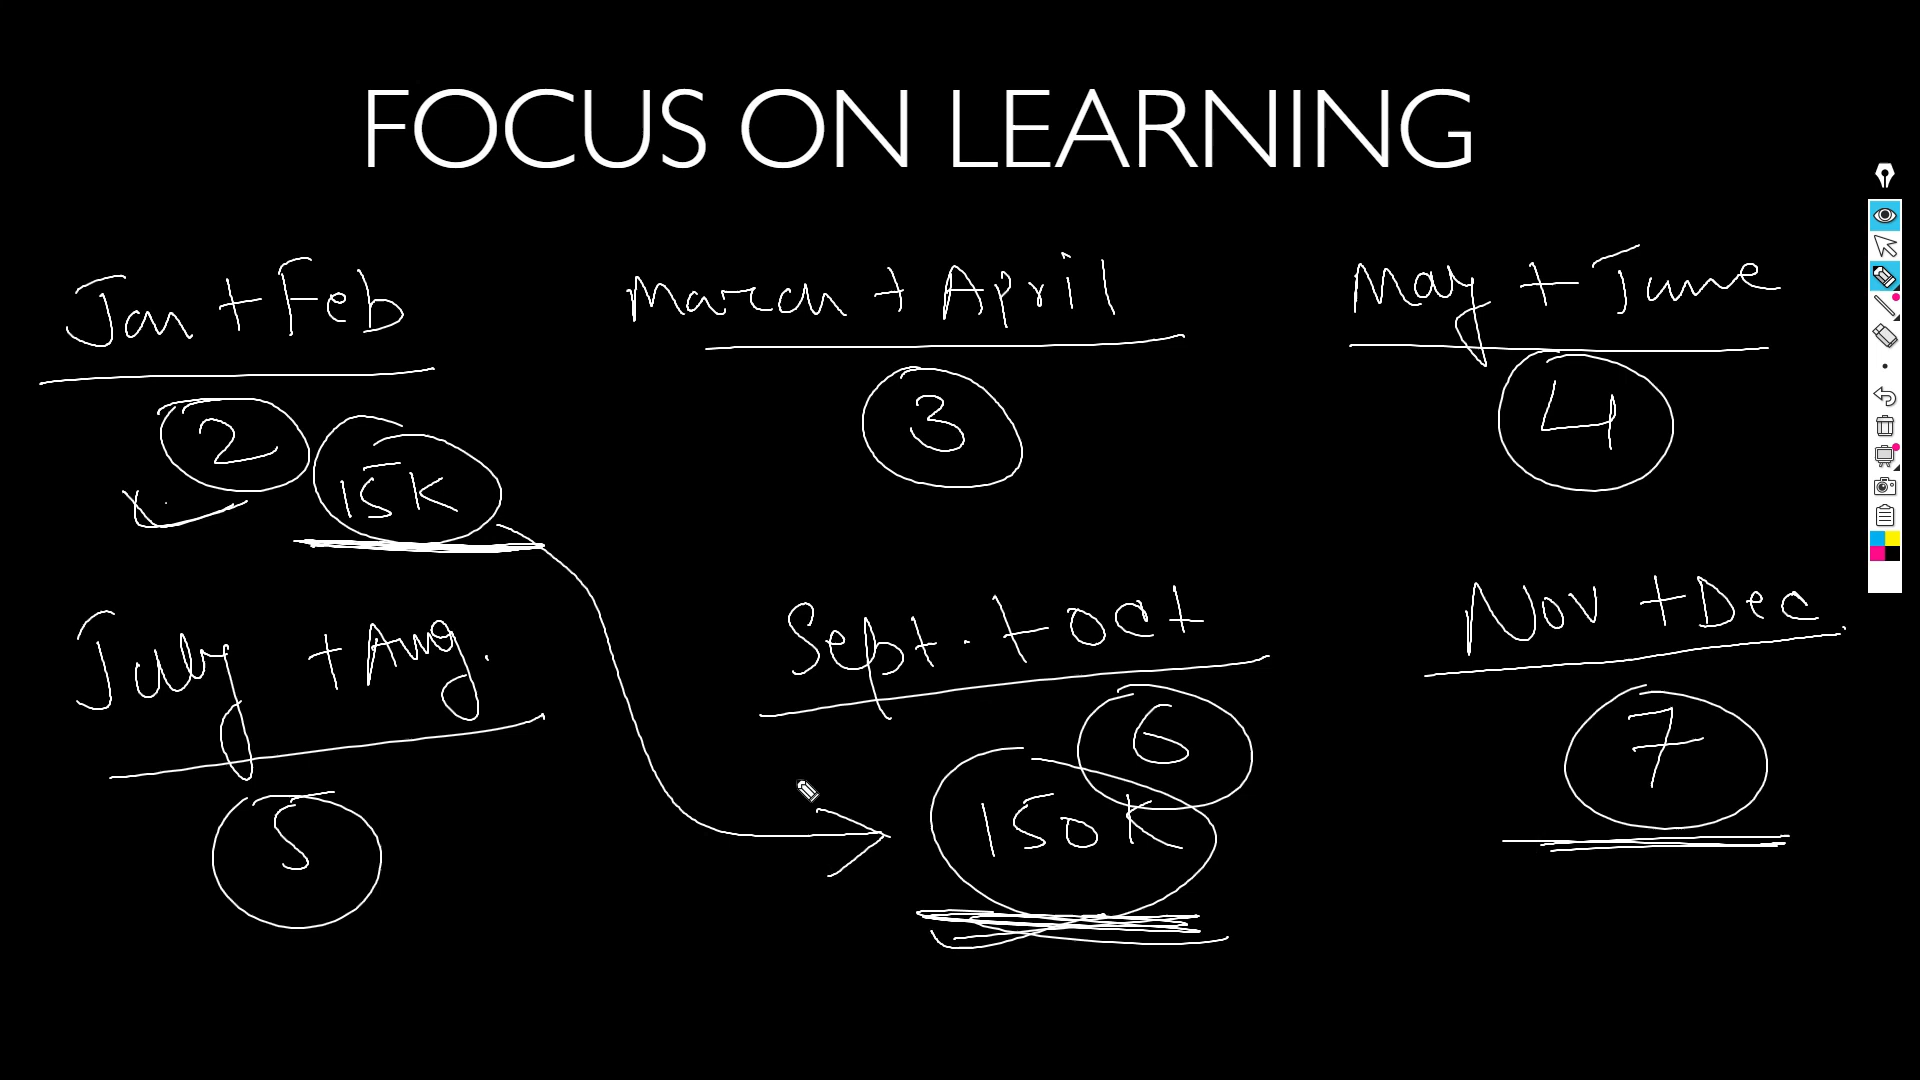 FOCUS ON LEARNING
Jan + Feb
2
15K
March + April
3
May + June
4
July + Aug.
5
Sept. + Oct
6
150K
Nov + Dec.
7